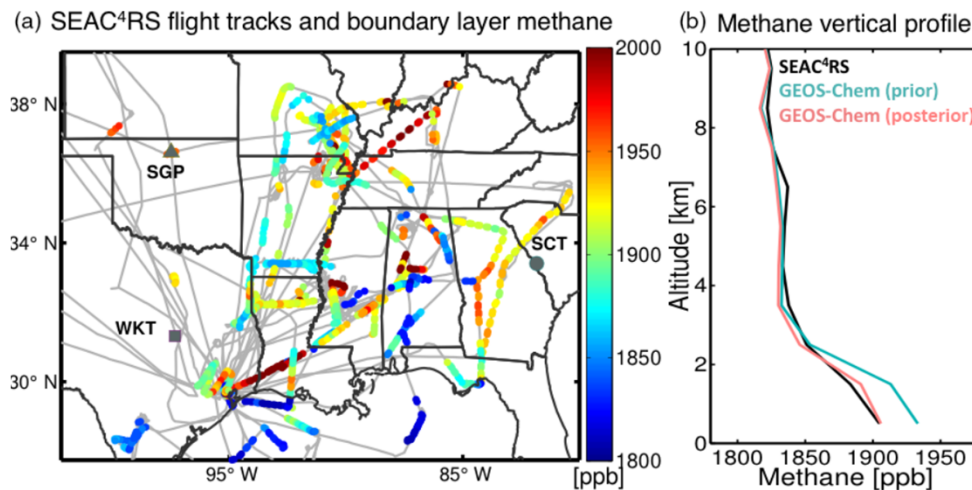 (a) SEAC⁴RS flight tracks and boundary layer methane
38° N
34° N
30° N
95° W
85° W
SGP
WKT
SCT
2000
1950
1900
1850
1800
[ppb]
(b) Methane vertical profile
SEAC⁴RS
GEOS-Chem (prior)
GEOS-Chem (posterior)
10
8
6
4
2
0
Altitude [km]
1800 1850 1900 1950
Methane [ppb]